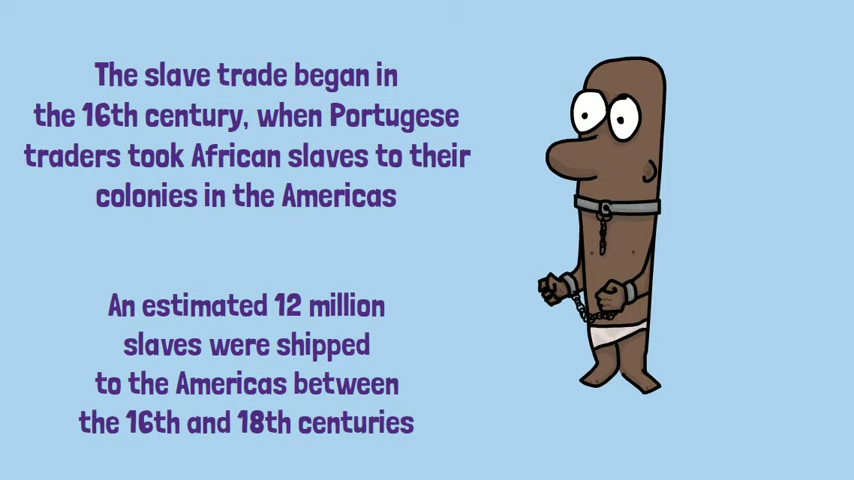 The slave trade began in
the 16th century, when Portugese
traders took African slaves to their
colonies in the Americas
An estimated 12 million
slaves were shipped
to the Americas between
the 16th and 18th centuries